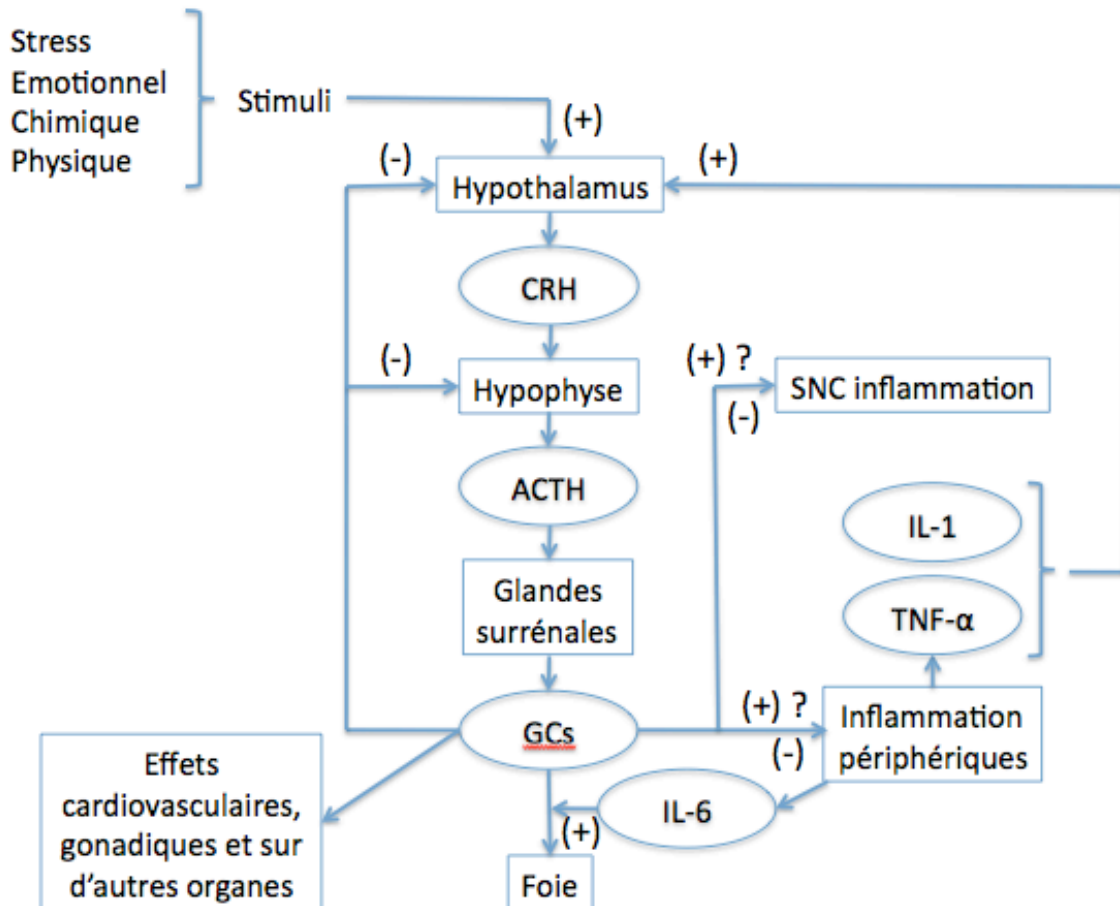 Stress
Emotionnel
Chimique
Physique
Stimuli
(+)
(-)
(+)
Hypothalamus
CRH
(-)
Hypophyse
(+) ?
(-)
SNC inflammation
ACTH
IL-1
TNF-α
Glandes
surrénales
GCs
(+) ?
(-)
Inflammation
périphériques
Effets
cardiovasculaires,
gonadiques et sur
d'autres organes
IL-6
(+)
Foie